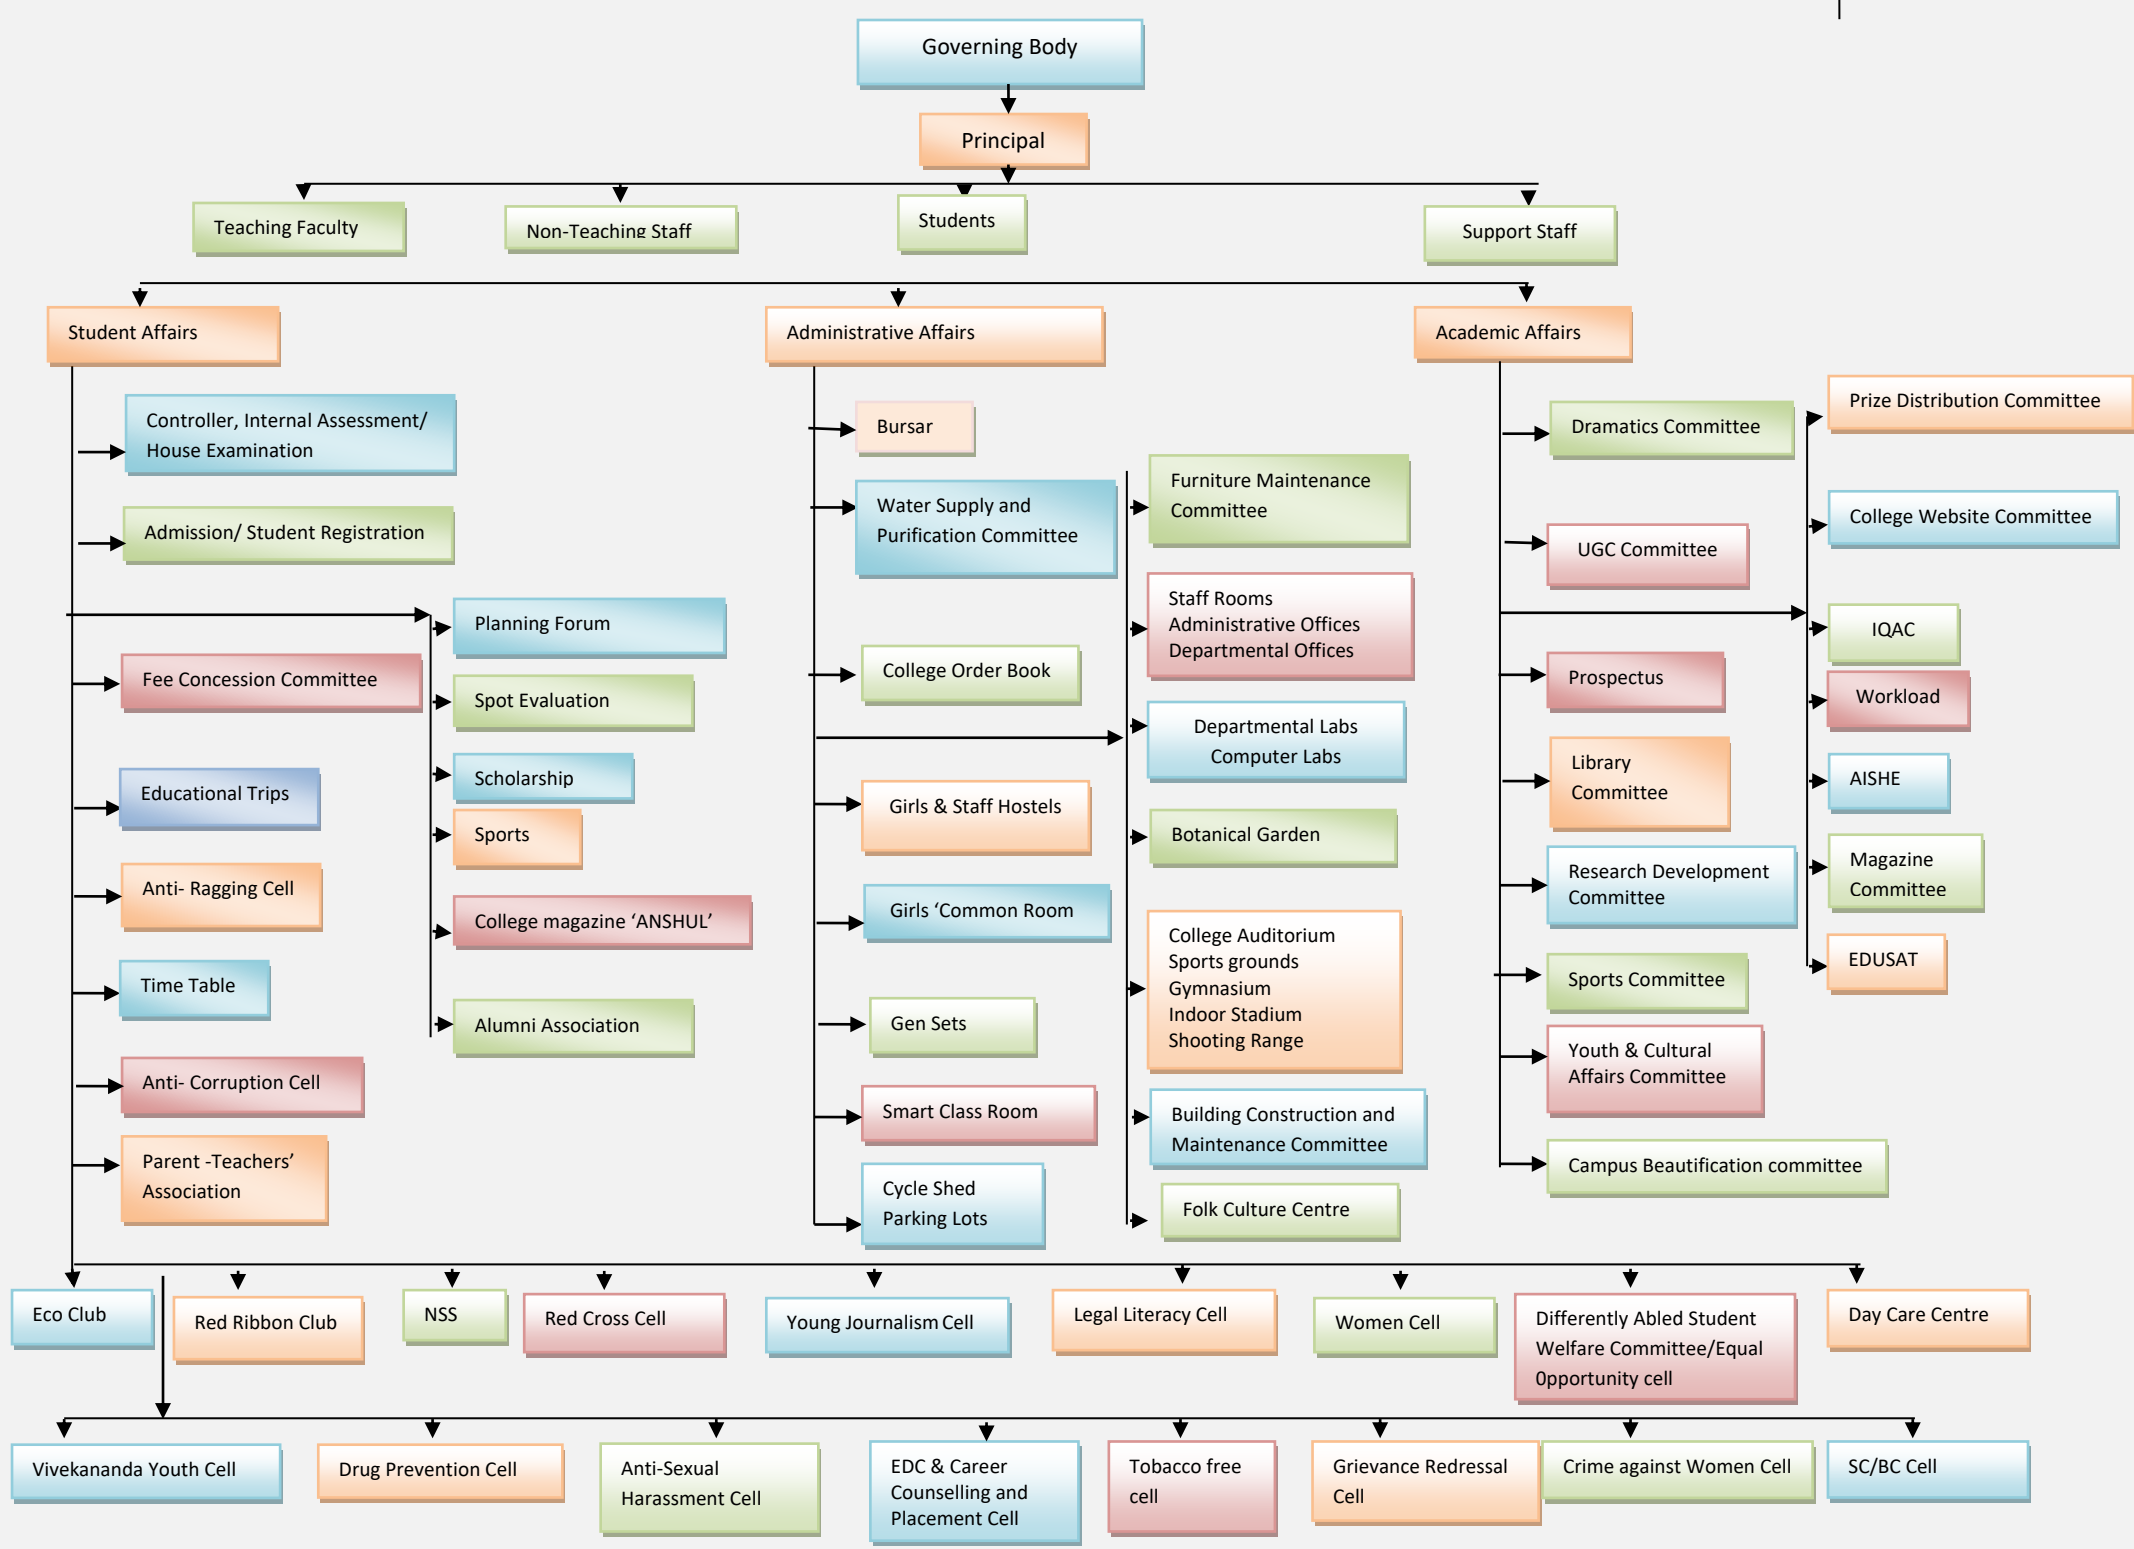 Governing Body
Principal
Teaching Faculty
Non-Teaching Staff
Students
Support Staff
Student Affairs
Administrative Affairs
Academic Affairs
Controller, Internal Assessment/
House Examination
Admission/ Student Registration
Fee Concession Committee
Educational Trips
Anti- Ragging Cell
Time Table
Anti- Corruption Cell
Parent -Teachers’
Association
Planning Forum
Spot Evaluation
Scholarship
Sports
College magazine ‘ANSHUL’
Alumni Association
Bursar
Water Supply and
Purification Committee
College Order Book
Girls & Staff Hostels
Girls ‘Common Room
Gen Sets
Smart Class Room
Cycle Shed
Parking Lots
Furniture Maintenance
Committee
Staff Rooms
Administrative Offices
Departmental Offices
Departmental Labs
Computer Labs
Botanical Garden
College Auditorium
Sports grounds
Gymnasium
Indoor Stadium
Shooting Range
Building Construction and
Maintenance Committee
Folk Culture Centre
Dramatics Committee
UGC Committee
Prospectus
Library
Committee
Research Development
Committee
Sports Committee
Youth & Cultural
Affairs Committee
Campus Beautification committee
Prize Distribution Committee
College Website Committee
IQAC
Workload
AISHE
Magazine
Committee
EDUSAT
Eco Club
Red Ribbon Club
NSS
Red Cross Cell
Young Journalism Cell
Legal Literacy Cell
Women Cell
Differently Abled Student
Welfare Committee/Equal
0pportunity cell
Day Care Centre
Vivekananda Youth Cell
Drug Prevention Cell
Anti-Sexual
Harassment Cell
EDC & Career
Counselling and
Placement Cell
Tobacco free
cell
Grievance Redressal
Cell
Crime against Women Cell
SC/BC Cell